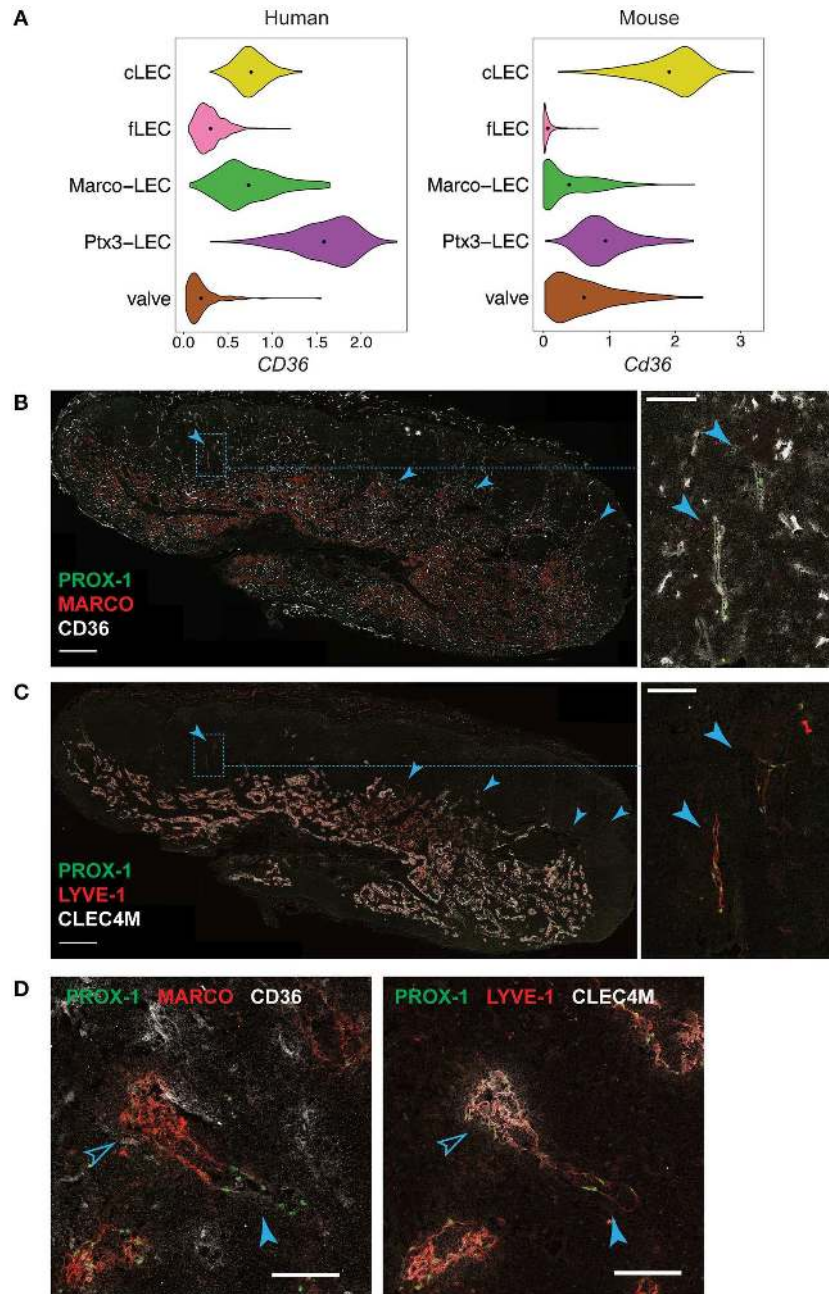 A
Human
Mouse
cLEC
fLEC
Marco–LEC
Ptx3–LEC
valve
0.0 0.5 1.0 1.5 2.0
CD36
cLEC
fLEC
Marco–LEC
Ptx3–LEC
valve
0 1 2 3
Cd36
B
PROX-1
MARCO
CD36
C
PROX-1
LYVE-1
CLEC4M
D
PROX-1 MARCO CD36
PROX-1 LYVE-1 CLEC4M